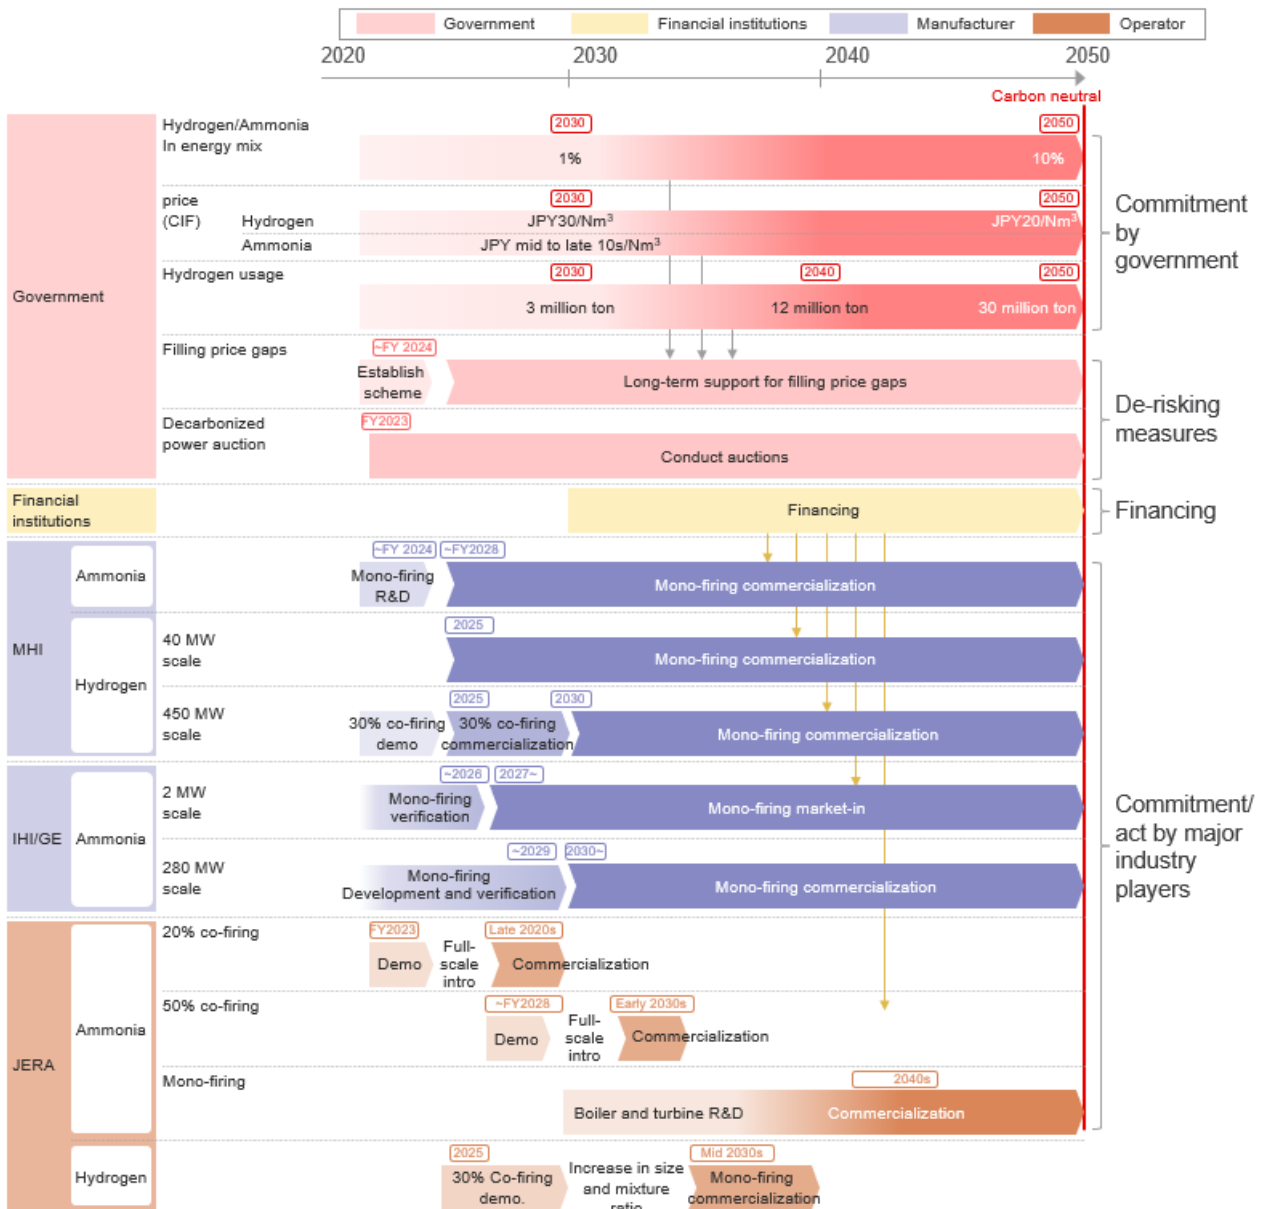 Government
Financial institutions
Manufacturer
Operator
2020
2030
2040
2050
Carbon neutral
Government
Hydrogen/Ammonia
In energy mix
2030
2050
1%
10%
price
(CIF)
Hydrogen
Ammonia
2030
2050
JPY30/Nm³
JPY20/Nm³
JPY mid to late 10s/Nm³
Hydrogen usage
2030
2040
2050
3 million ton
12 million ton
30 million ton
Commitment
by
government
Filling price gaps
~FY 2024
Establish
scheme
Long-term support for filling price gaps
Decarbonized
power auction
FY2023
Conduct auctions
De-risking
measures
Financial
institutions
Financing
Financing
MHI
Ammonia
~FY 2024
~FY2028
Mono-firing
R&D
Mono-firing commercialization
Hydrogen
40 MW
scale
2025
Mono-firing commercialization
450 MW
scale
2025
2030
30% co-firing
demo
30% co-firing
commercialization
Mono-firing commercialization
IHI/GE
Ammonia
2 MW
scale
~2026
2027~
Mono-firing
verification
Mono-firing market-in
280 MW
scale
~2029
2030~
Mono-firing
Development and verification
Mono-firing commercialization
Commitment/
act by major
industry
players
JERA
Ammonia
20% co-firing
FY2023
Late 2020s
Demo
Full-
scale
intro
Commercialization
50% co-firing
~FY2028
Early 2030s
Demo
Full-
scale
intro
Commercialization
Mono-firing
2040s
Boiler and turbine R&D
Commercialization
Hydrogen
2025
Mid 2030s
30% Co-firing
demo.
Increase in size
and mixture
ratio
Mono-firing
commercialization